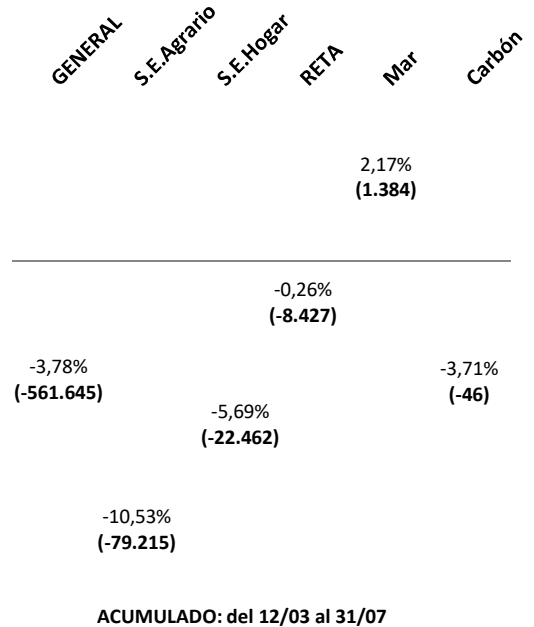 GENERAL
S.E.Agrario
S.E.Hogar
RETA
Mar
Carbón
2,17%
(1.384)
-0,26%
(-8.427)
-3,78%
(-561.645)
-3,71%
(-46)
-5,69%
(-22.462)
-10,53%
(-79.215)
ACUMULADO: del 12/03 al 31/07